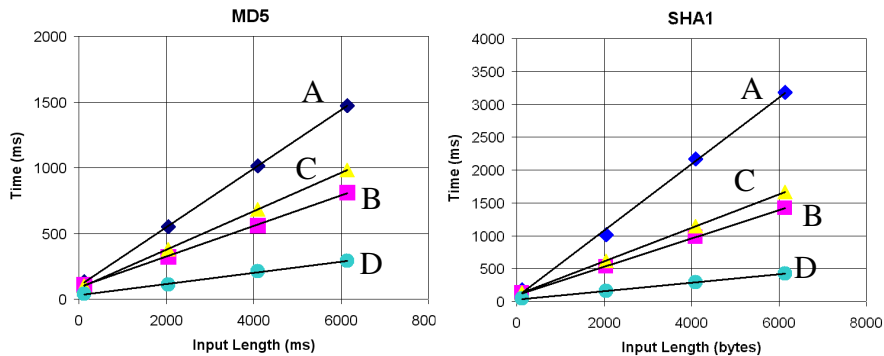 MD5
2000
1500
1000
500
0
Time (ms)
A
C
B
D
0 2000 4000 6000 800
Input Length (ms)
SHA1
4000
3500
3000
2500
2000
1500
1000
500
0
Time (ms)
A
C
B
D
0 2000 4000 6000 8000
Input Length (bytes)